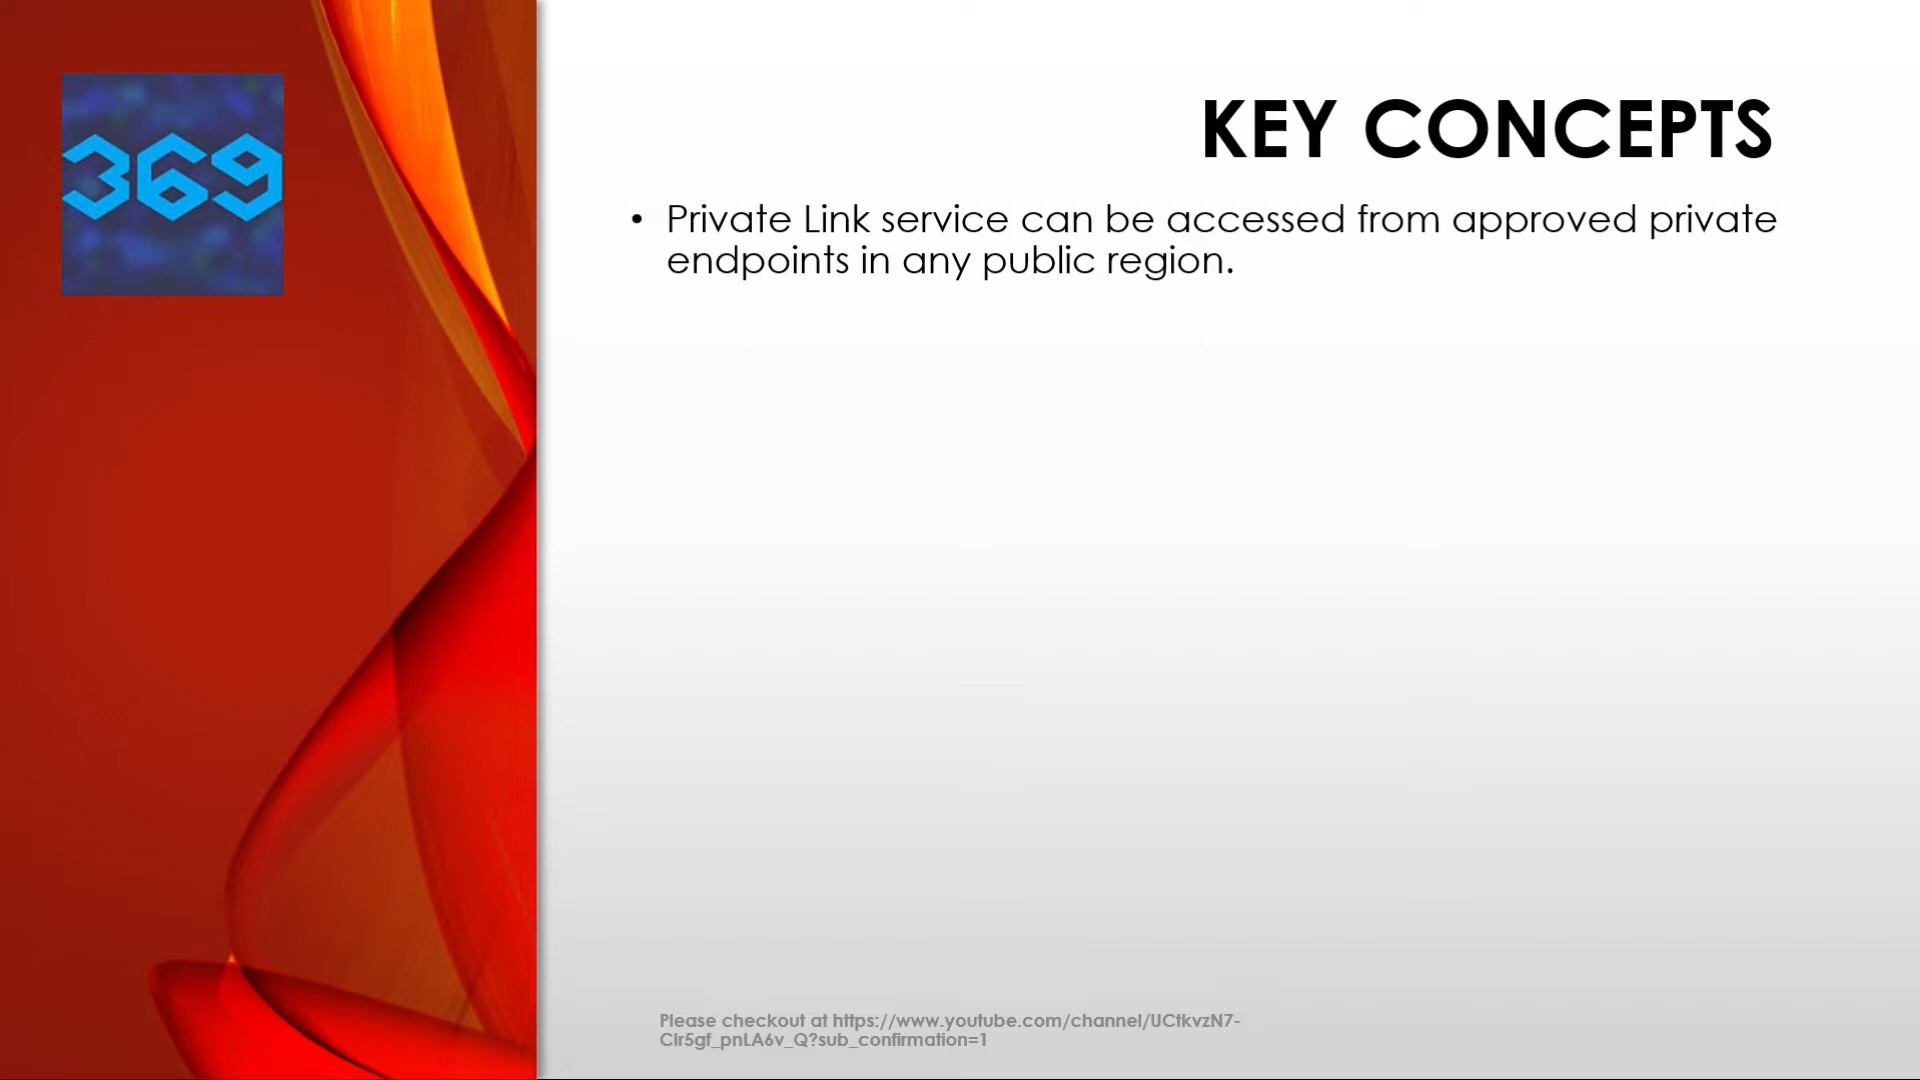 369
KEY CONCEPTS
• Private Link service can be accessed from approved private
endpoints in any public region.
Please checkout at https://www.youtube.com/channel/UCtkvzN7-
CIr5gf_pnLA6v_Q?sub_confirmation=1